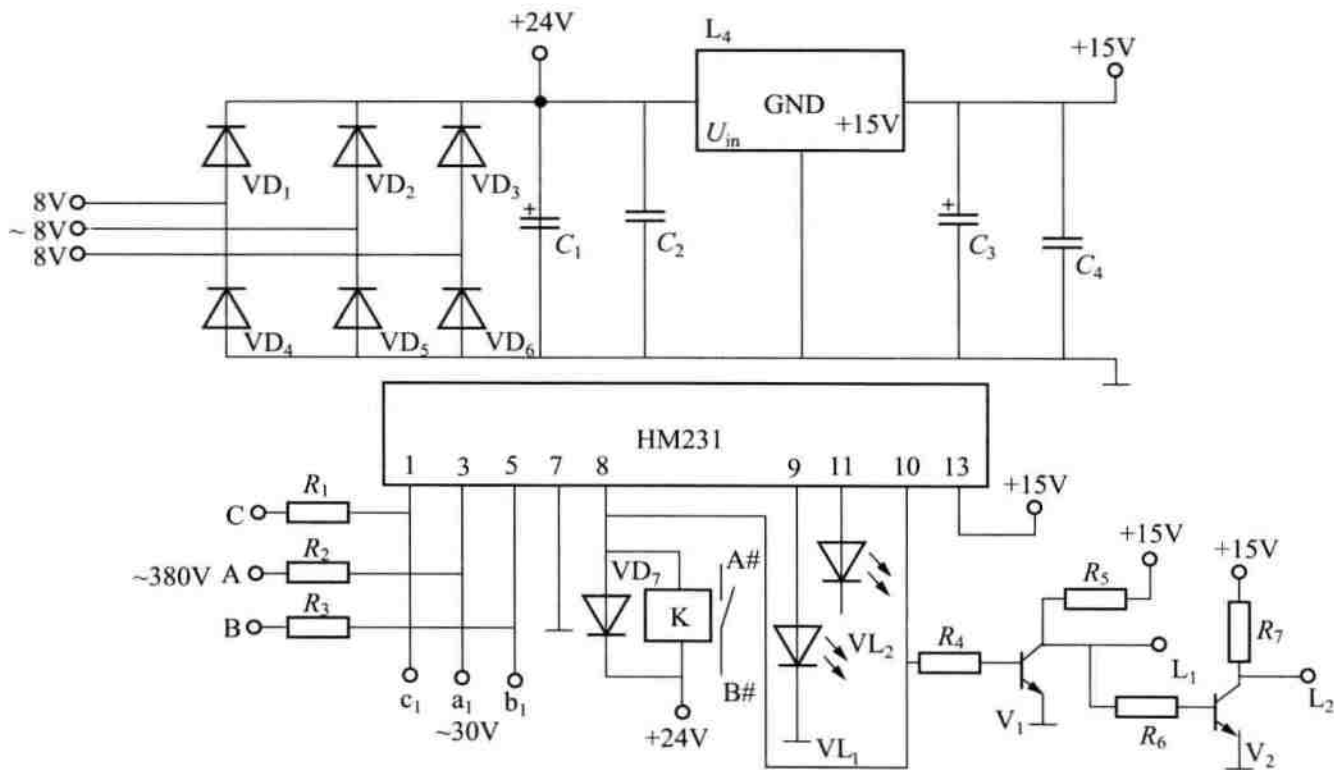 +24V
L₄
+15V
GND
+15V
Uᵢₙ
VD₁
VD₂
VD₃
8V
~ 8V
8V
+
C₁
C₂
+
C₃
C₄
VD₄
VD₅
VD₆
HM231
1 3 5 7 8 9 11 10 13
+15V
C
R₁
~380V
A
R₂
B
R₃
VD₇
K
A#
B#
VL₂
VL₁
c₁
a₁
b₁
~30V
+24V
R₄
R₅
+15V
+15V
R₇
L₁
L₂
V₁
R₆
V₂